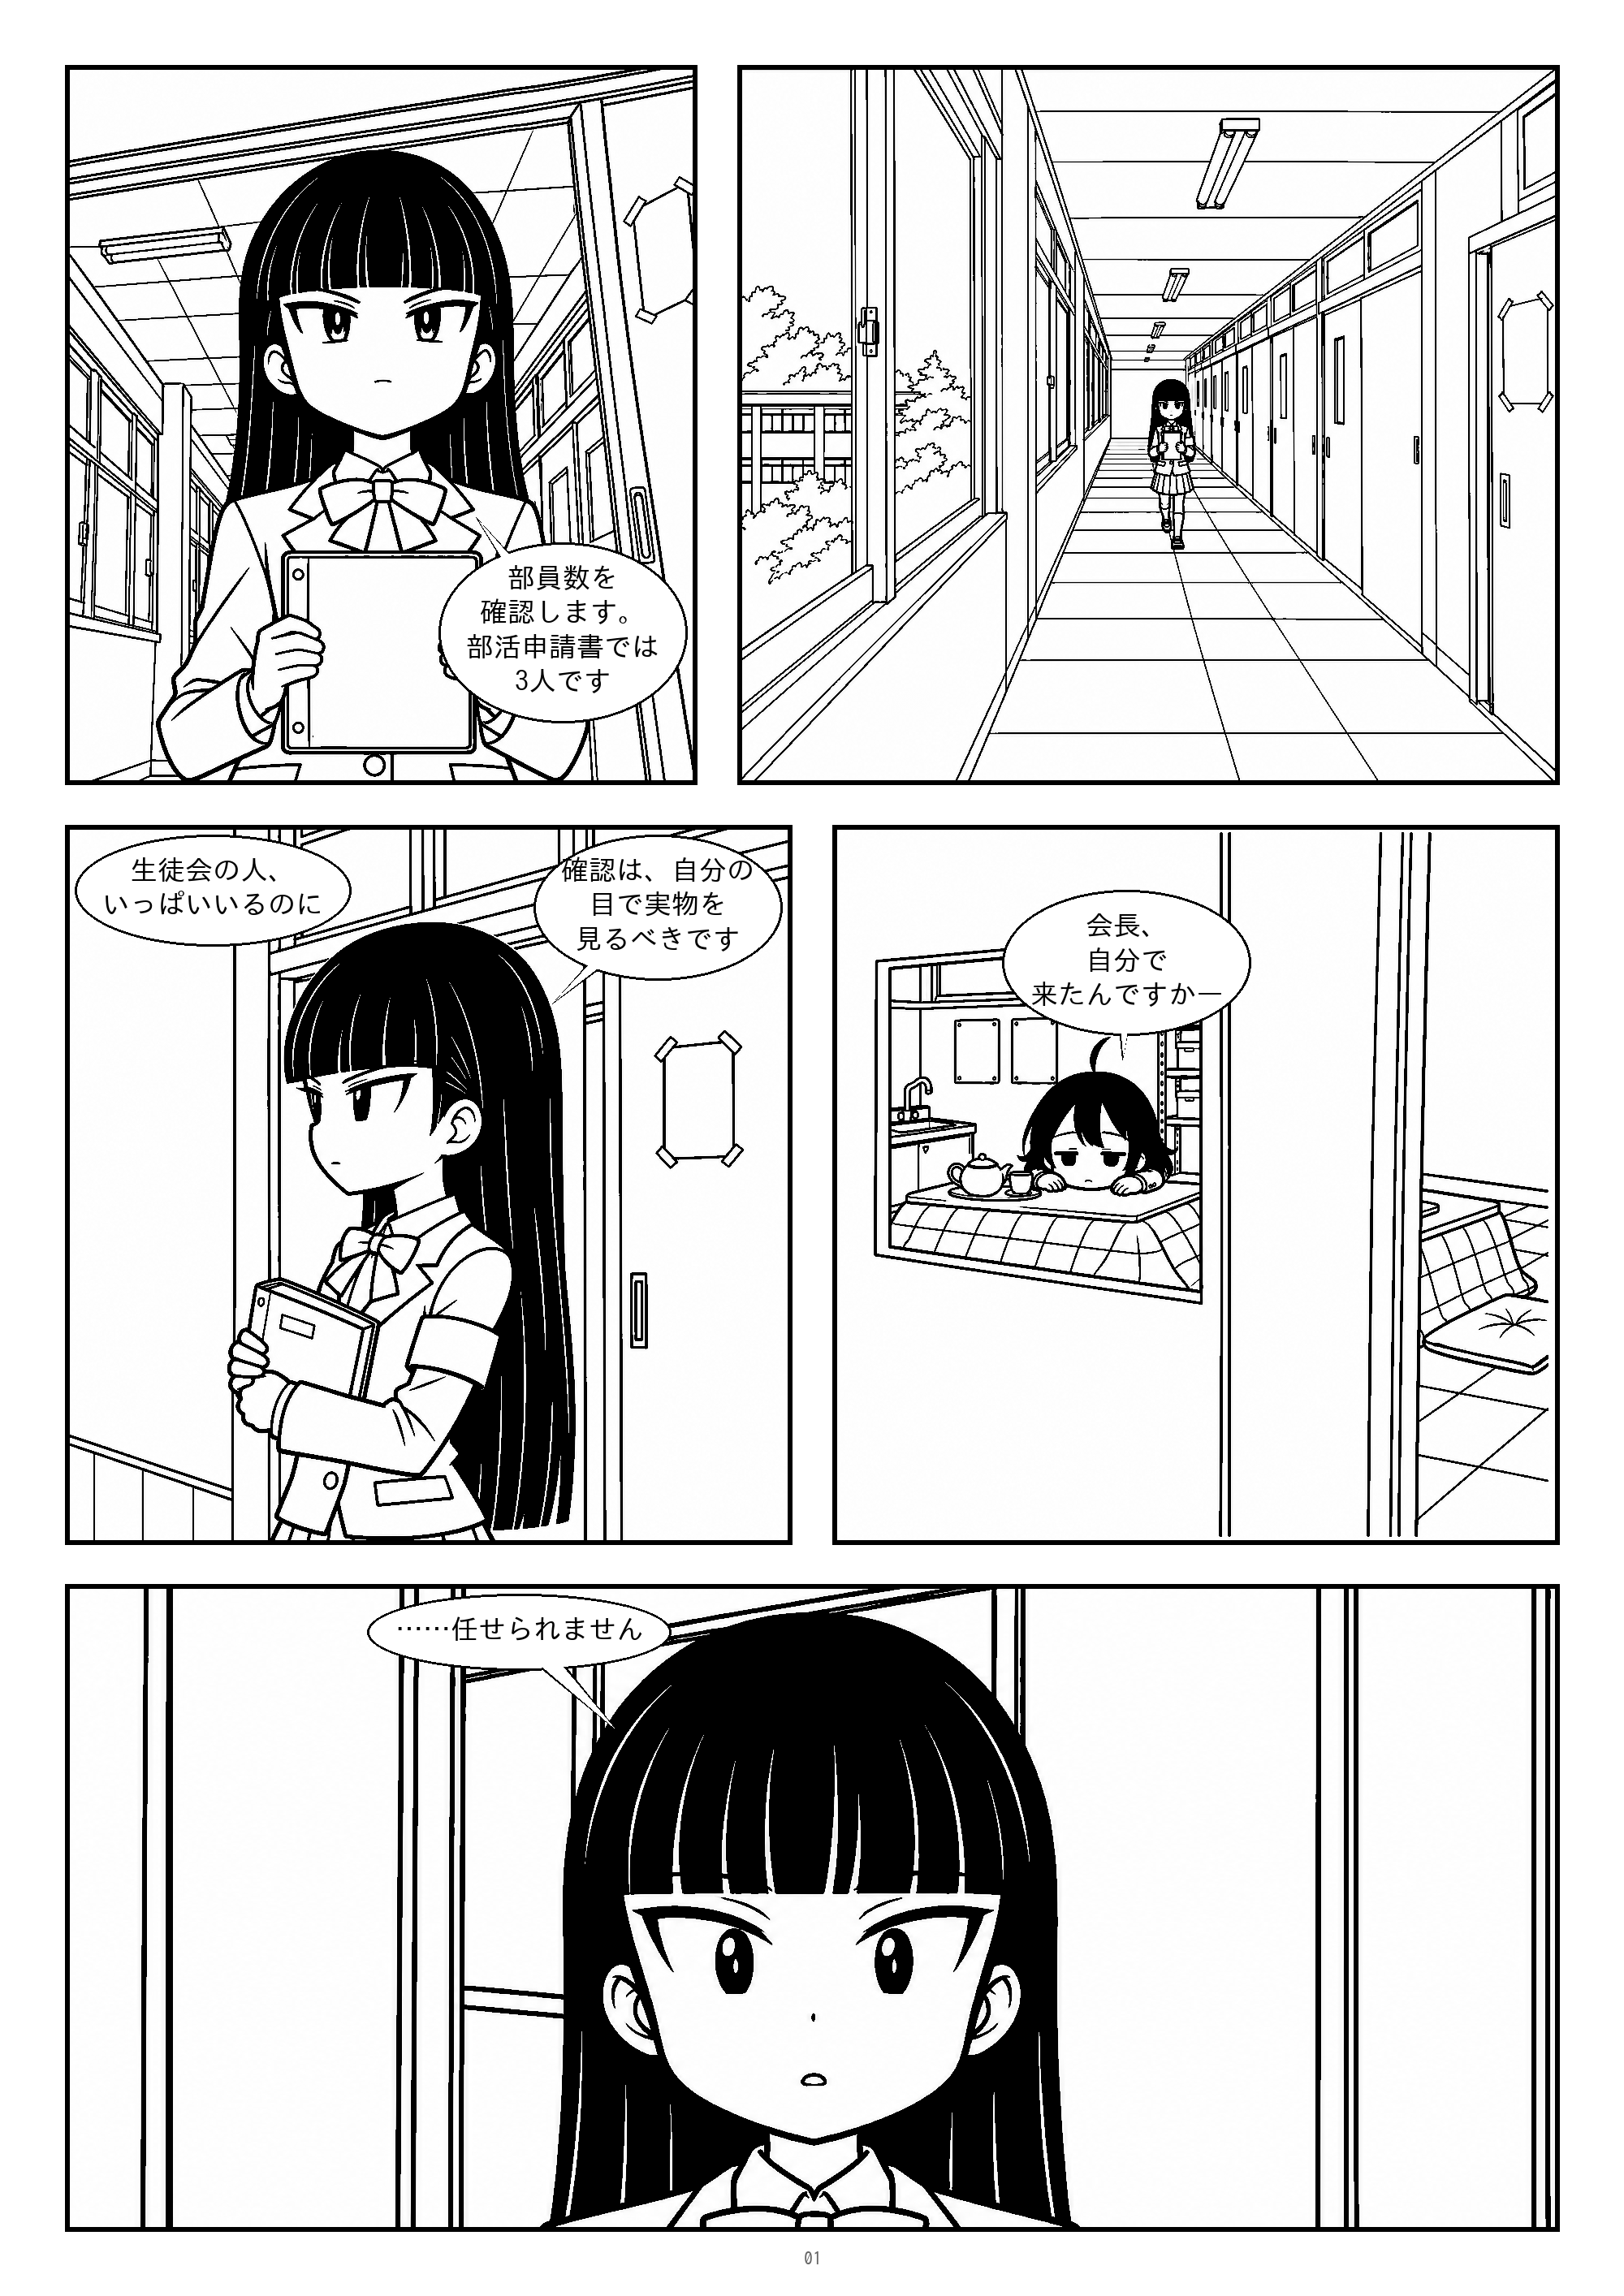 部員数を
確認します。
部活申請書では
3人です
会長、
自分で
来たんですかー
確認は、自分の
目で実物を
見るべきです
生徒会の人、
いっぱいいるのに
……任せられません
01